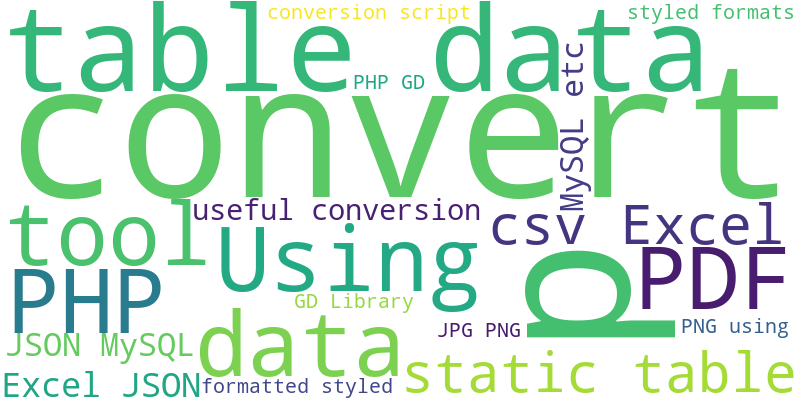 conversion script
styled formats
table data
PHP GD
MySQL etc
convert
useful conversion
tool
Using
csv
Excel
p
PHP
PDF
GD Library
JPG PNG
PNG using
data
JSON MySQL
static table
Excel JSON
formatted styled